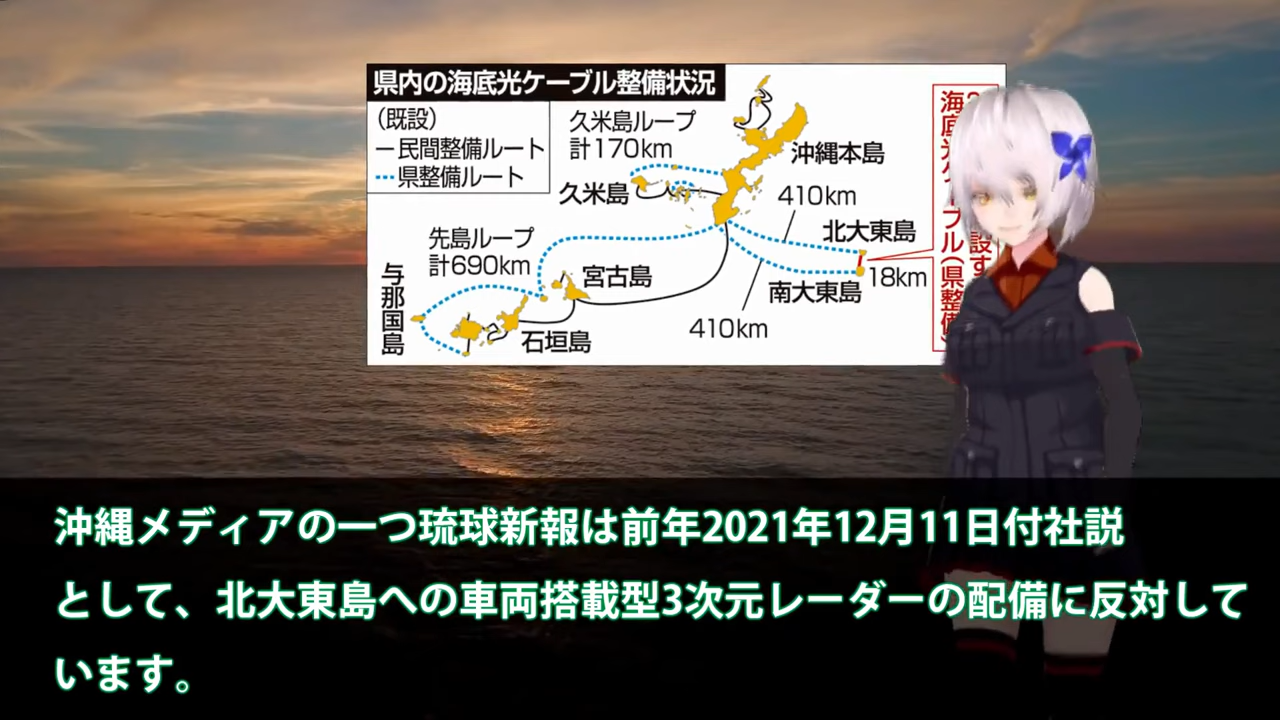 県内の海底光ケーブル整備状況
（既設）
民間整備ルート
県整備ルート
久米島ループ
計170km
久米島
沖縄本島
410km
北大東島
18km
南大東島
410km
先島ループ
計690km
宮古島
石垣島
与那国島
沖縄メディアの一つ琉球新報は前年2021年12月11日付社説
として、北大東島への車両搭載型3次元レーダーの配備に反対して
います。